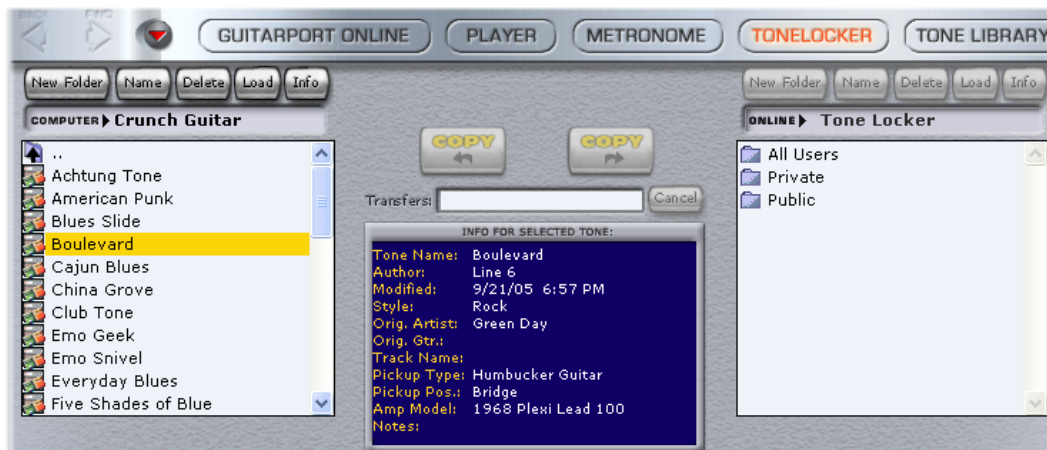 BACK FWD
GUITARPORT ONLINE PLAYER METRONOME TONELOCKER TONE LIBRARY
New Folder Name Delete Load Info
COMPUTER Crunch Guitar
..
Achtung Tone
American Punk
Blues Slide
Boulevard
Cajun Blues
China Grove
Club Tone
Emo Geek
Emo Snivel
Everyday Blues
Five Shades of Blue
COPY COPY
Transfers: Cancel
INFO FOR SELECTED TONE:
Tone Name: Boulevard
Author: Line 6
Modified: 9/21/05 6:57 PM
Style: Rock
Orig. Artist: Green Day
Orig. Gtr.:
Track Name:
Pickup Type: Humbucker Guitar
Pickup Pos.: Bridge
Amp Model: 1968 Plexi Lead 100
Notes:
New Folder Name Delete Load Info
ONLINE Tone Locker
All Users
Private
Public